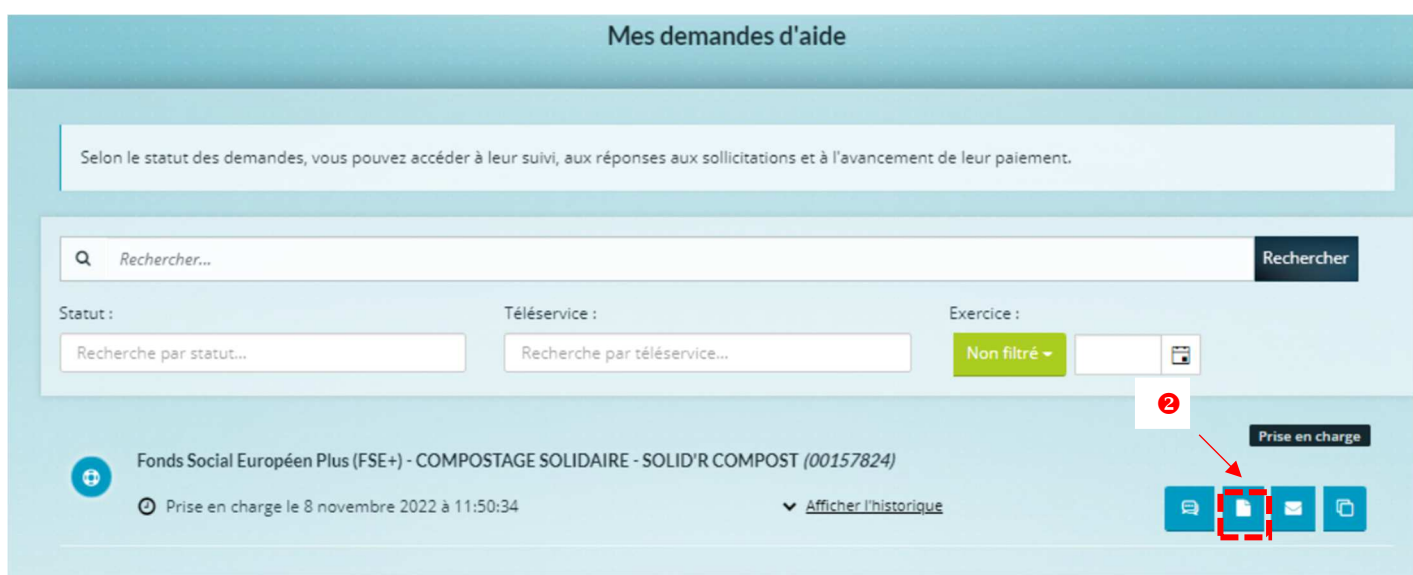 Mes demandes d'aide
Selon le statut des demandes, vous pouvez accéder à leur suivi, aux réponses aux sollicitations et à l'avancement de leur paiement.
Rechercher... Rechercher
Statut : Téléservice : Exercice :
Recherche par statut... Recherche par téléservice... Non filtré
❷
Prise en charge
Fonds Social Européen Plus (FSE+) - COMPOSTAGE SOLIDAIRE - SOLID'R COMPOST (00157824)
Prise en charge le 8 novembre 2022 à 11:50:34 Afficher l'historique